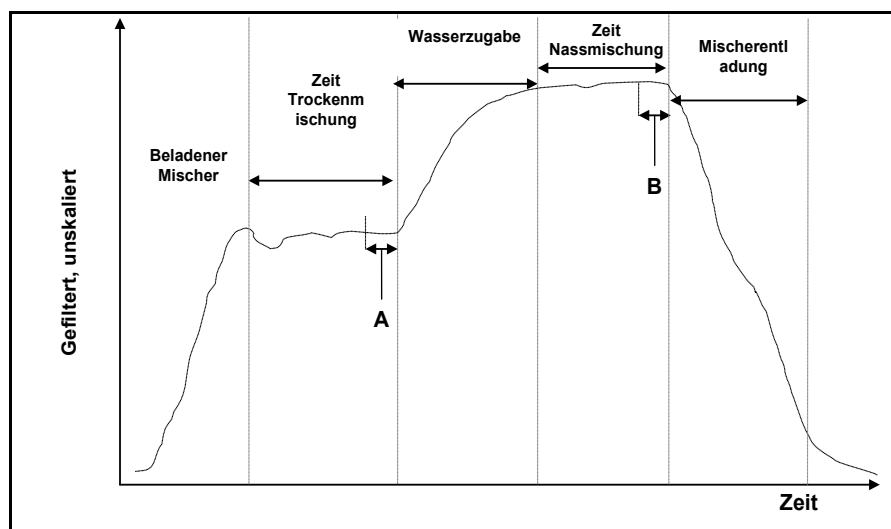 Gefiltert, unskaliert
Beladener
Mischer
Zeit
Trockenm
ischung
A
Wasserzugabe
Zeit
Nassmischung
B
Mischerentl
adung
Zeit